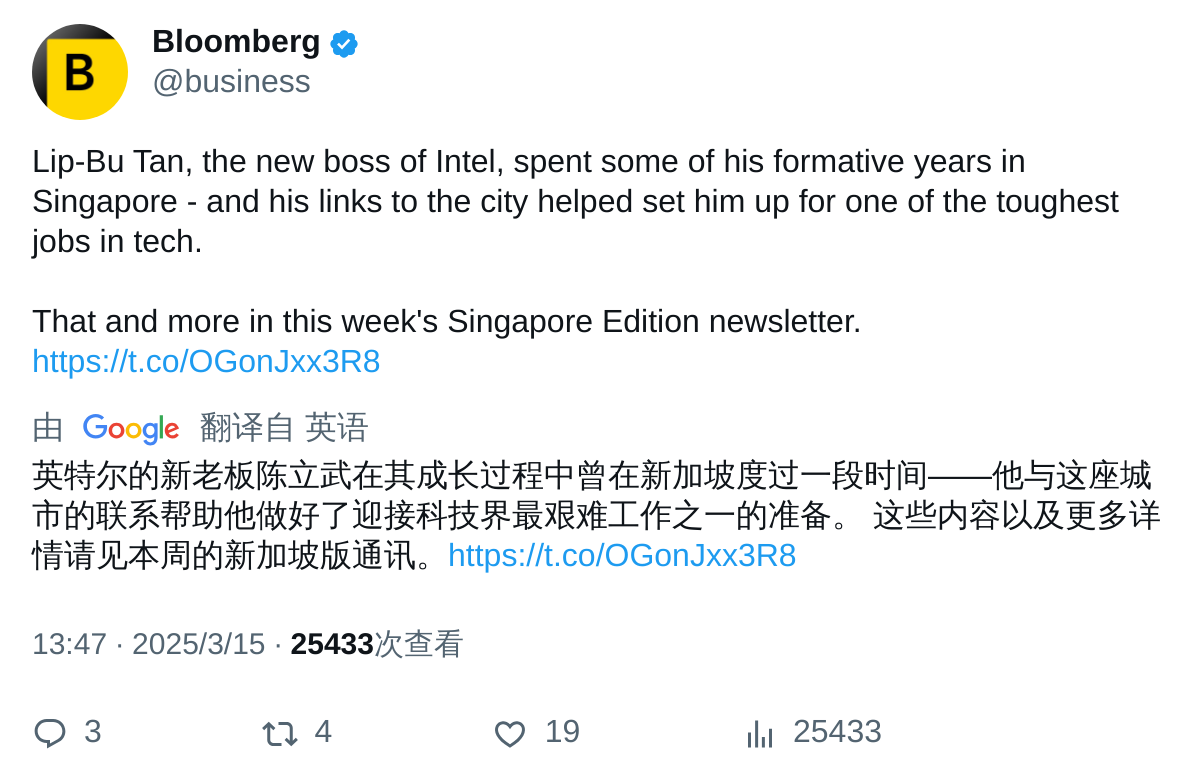 B
Bloomberg
@business
Lip-Bu Tan, the new boss of Intel, spent some of his formative years in
Singapore - and his links to the city helped set him up for one of the toughest
jobs in tech.
That and more in this week's Singapore Edition newsletter.
https://t.co/OGonJxx3R8
由 Google 翻译自 英语
英特尔的新老板陈立武在其成长过程中曾在新加坡度过一段时间——他与这座城
市的联系帮助他做好了迎接科技界最艰难工作之一的准备。 这些内容以及更多详
情请见本周的新加坡版通讯。https://t.co/OGonJxx3R8
13:47 · 2025/3/15 · 25433次查看
3 4 19 25433